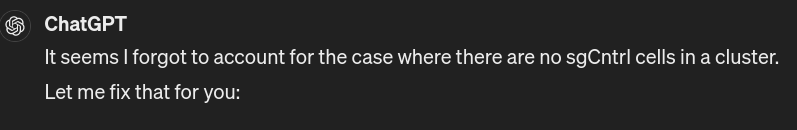 ChatGPT
It seems I forgot to account for the case where there are no sgCntrl cells in a cluster.
Let me fix that for you: